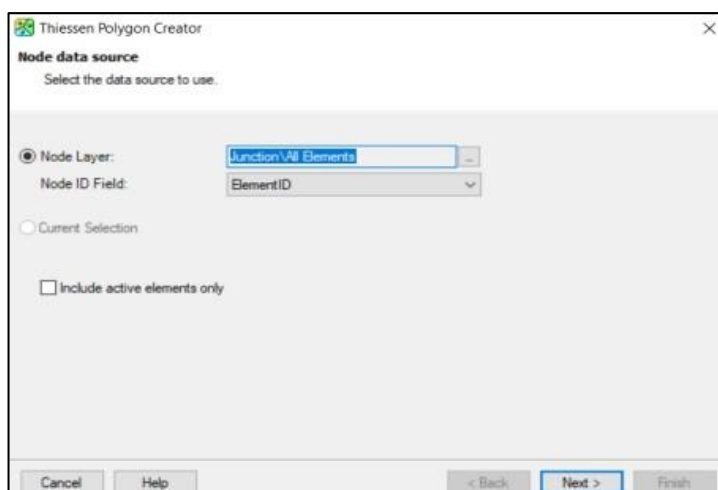 Thiessen Polygon Creator
Node data source
Select the data source to use.
Node Layer: Junction\All Elements ...
Node ID Field: ElementID
Current Selection
Include active elements only
Cancel Help < Back Next > Finish